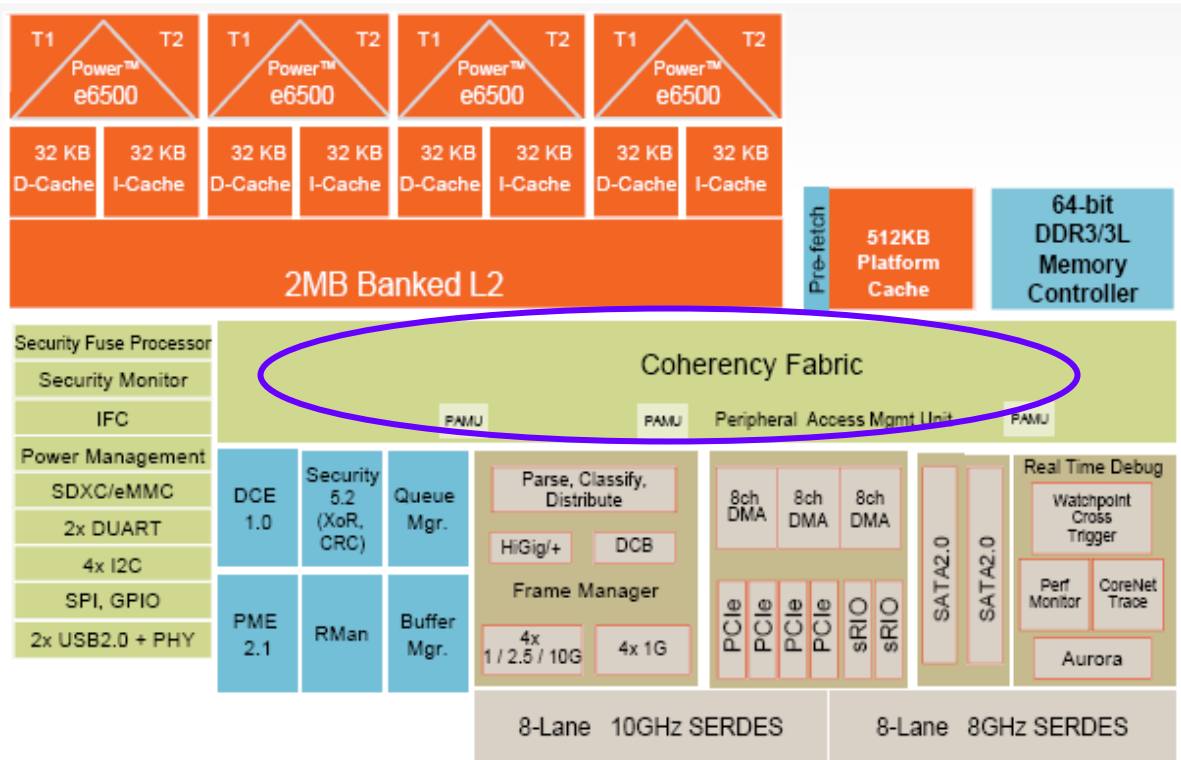 T1 T2 T1 T2 T1 T2 T1 T2
Power™ Power™ Power™ Power™
e6500 e6500 e6500 e6500
32 KB 32 KB 32 KB 32 KB 32 KB 32 KB 32 KB 32 KB
D-Cache I-Cache D-Cache I-Cache D-Cache I-Cache D-Cache I-Cache
2MB Banked L2
Pre-fetch
512KB
Platform
Cache
64-bit
DDR3/3L
Memory
Controller
Security Fuse Processor
Security Monitor
IFC
Power Management
SDXC/eMMC
2x DUART
4x I2C
SPI, GPIO
2x USB2.0 + PHY
Coherency Fabric
PAMU PAMU Peripheral Access Mgmt Unit PAMU
DCE
1.0
Security
5.2
(XoR,
CRC)
Queue
Mgr.
PME
2.1
RMan
Buffer
Mgr.
Parse, Classify,
Distribute
HiGig/+ DCB
Frame Manager
4x
1 / 2.5 / 10G
4x 1G
8ch
DMA
8ch
DMA
8ch
DMA
PCIe
PCIe
PCIe
PCIe
sRIO
sRIO
SATA2.0
SATA2.0
Real Time Debug
Watchpoint
Cross
Trigger
Perf
Monitor
CoreNet
Trace
Aurora
8-Lane 10GHz SERDES
8-Lane 8GHz SERDES